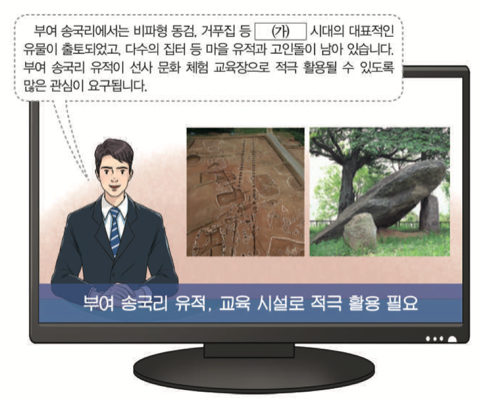 부여 송국리에서는 비파형 동검, 거푸집 등 (가) 시대의 대표적인
유물이 출토되었고, 다수의 집터 등 마을 유적과 고인돌이 남아 있습니다.
부여 송국리 유적이 선사 문화 체험 교육장으로 적극 활용될 수 있도록
많은 관심이 요구됩니다.
부여 송국리 유적, 교육 시설로 적극 활용 필요